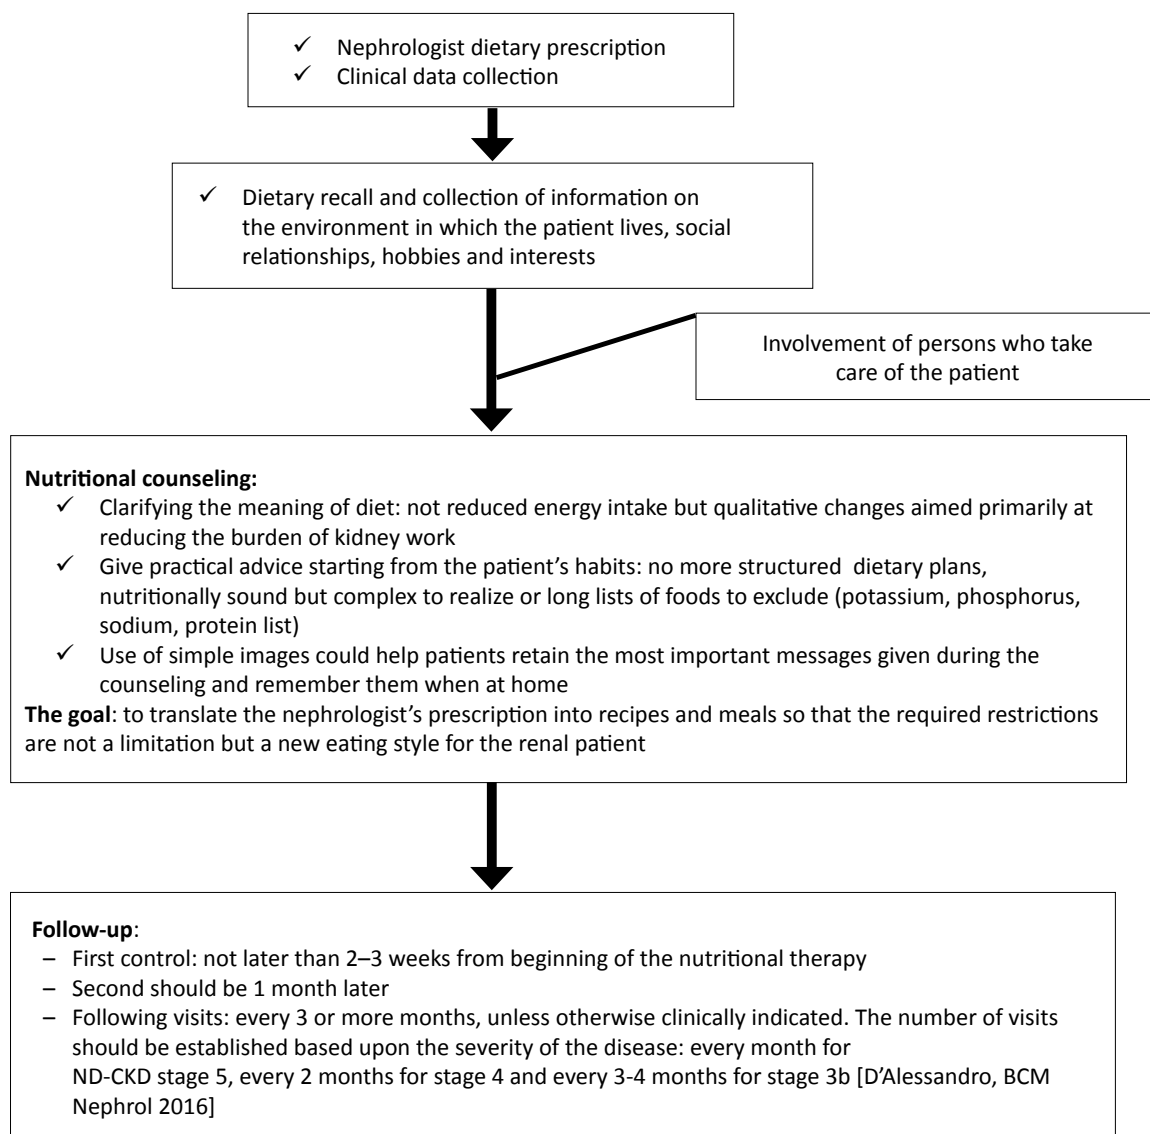 ✓ Nephrologist dietary prescription
✓ Clinical data collection
✓ Dietary recall and collection of information on
the environment in which the patient lives, social
relationships, hobbies and interests
Involvement of persons who take
care of the patient
Nutritional counseling:
✓ Clarifying the meaning of diet: not reduced energy intake but qualitative changes aimed primarily at
reducing the burden of kidney work
✓ Give practical advice starting from the patient’s habits: no more structured dietary plans,
nutritionally sound but complex to realize or long lists of foods to exclude (potassium, phosphorus,
sodium, protein list)
✓ Use of simple images could help patients retain the most important messages given during the
counseling and remember them when at home
The goal: to translate the nephrologist’s prescription into recipes and meals so that the required restrictions
are not a limitation but a new eating style for the renal patient
Follow-up:
– First control: not later than 2–3 weeks from beginning of the nutritional therapy
– Second should be 1 month later
– Following visits: every 3 or more months, unless otherwise clinically indicated. The number of visits
should be established based upon the severity of the disease: every month for
ND-CKD stage 5, every 2 months for stage 4 and every 3-4 months for stage 3b [D’Alessandro, BCM
Nephrol 2016]